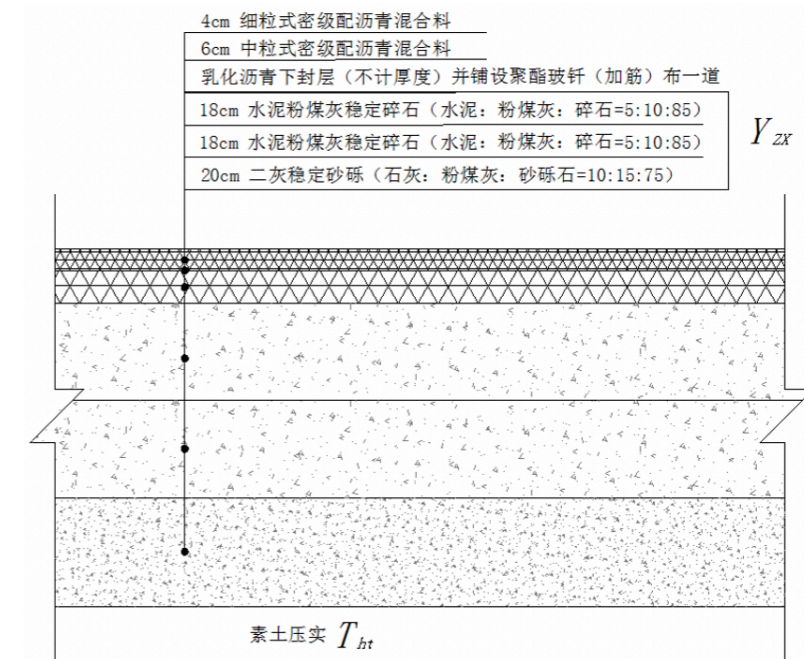 4cm 细粒式密级配沥青混合料
6cm 中粒式密级配沥青混合料
乳化沥青下封层（不计厚度）并铺设聚酯玻钎（加筋）布一道
18cm 水泥粉煤灰稳定碎石（水泥：粉煤灰：碎石=5:10:85）
18cm 水泥粉煤灰稳定碎石（水泥：粉煤灰：碎石=5:10:85）
20cm 二灰稳定砂砾（石灰：粉煤灰：砂砾石=10:15:75）
Yzx
素土压实 Tht